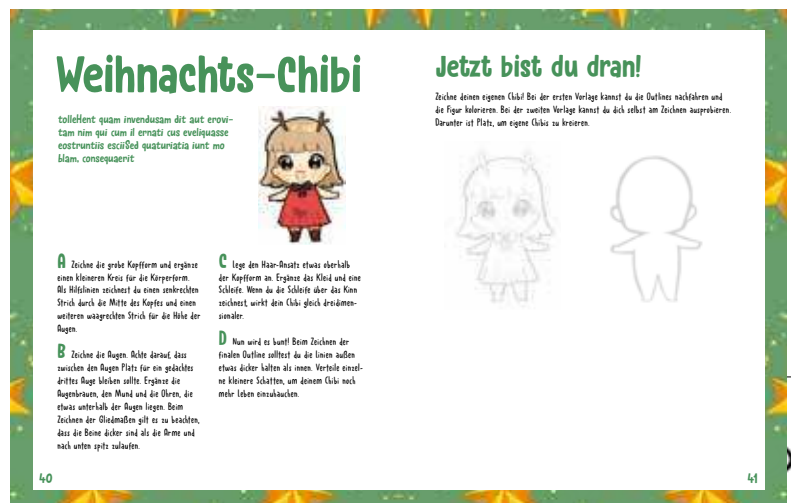 Weihnachts-Chibi
tolleHent quam invendusam dit aut erovi-
tam nim qui cum il ernati cus eveliquasse
eostruntiis esciiSed quaturiatia iunt mo
blam, consequaerit
A Zeichne die grobe Kopfform und ergänze
einen kleineren Kreis für die Körperform.
Als Hilfslinien zeichnest du einen senkrechten
Strich durch die Mitte des Kopfes und einen
weiteren waagrechten Strich für die Höhe der
Augen.
B Zeichne die Augen. Achte darauf, dass
zwischen den Augen Platz für ein gedachtes
drittes Auge bleiben sollte. Ergänze die
Augenbrauen, den Mund und die Ohren, die
etwas unterhalb der Augen liegen. Beim
Zeichnen der Gliedmaßen gilt es zu beachten,
dass die Beine dicker sind als die Arme und
nach unten spitz zulaufen.
C Lege den Haar-Ansatz etwas oberhalb
der Kopfform an. Ergänze das Kleid und eine
Schleife. Wenn du die Schleife über das Kinn
zeichnest, wirkt dein Chibi gleich dreidimen-
sionaler.
D Nun wird es bunt! Beim Zeichnen der
finalen Outline solltest du die Linien außen
etwas dicker halten als innen. Verteile einzel-
ne kleinere Schatten, um deinem Chibi noch
mehr Leben einzuhauchen.
40
Jetzt bist du dran!
Zeichne deinen eigenen Chibi! Bei der ersten Vorlage kannst du die Outlines nachfahren und
die Figur kolorieren. Bei der zweiten Vorlage kannst du dich selbst am Zeichnen ausprobieren.
Darunter ist Platz, um eigene Chibis zu kreieren.
41